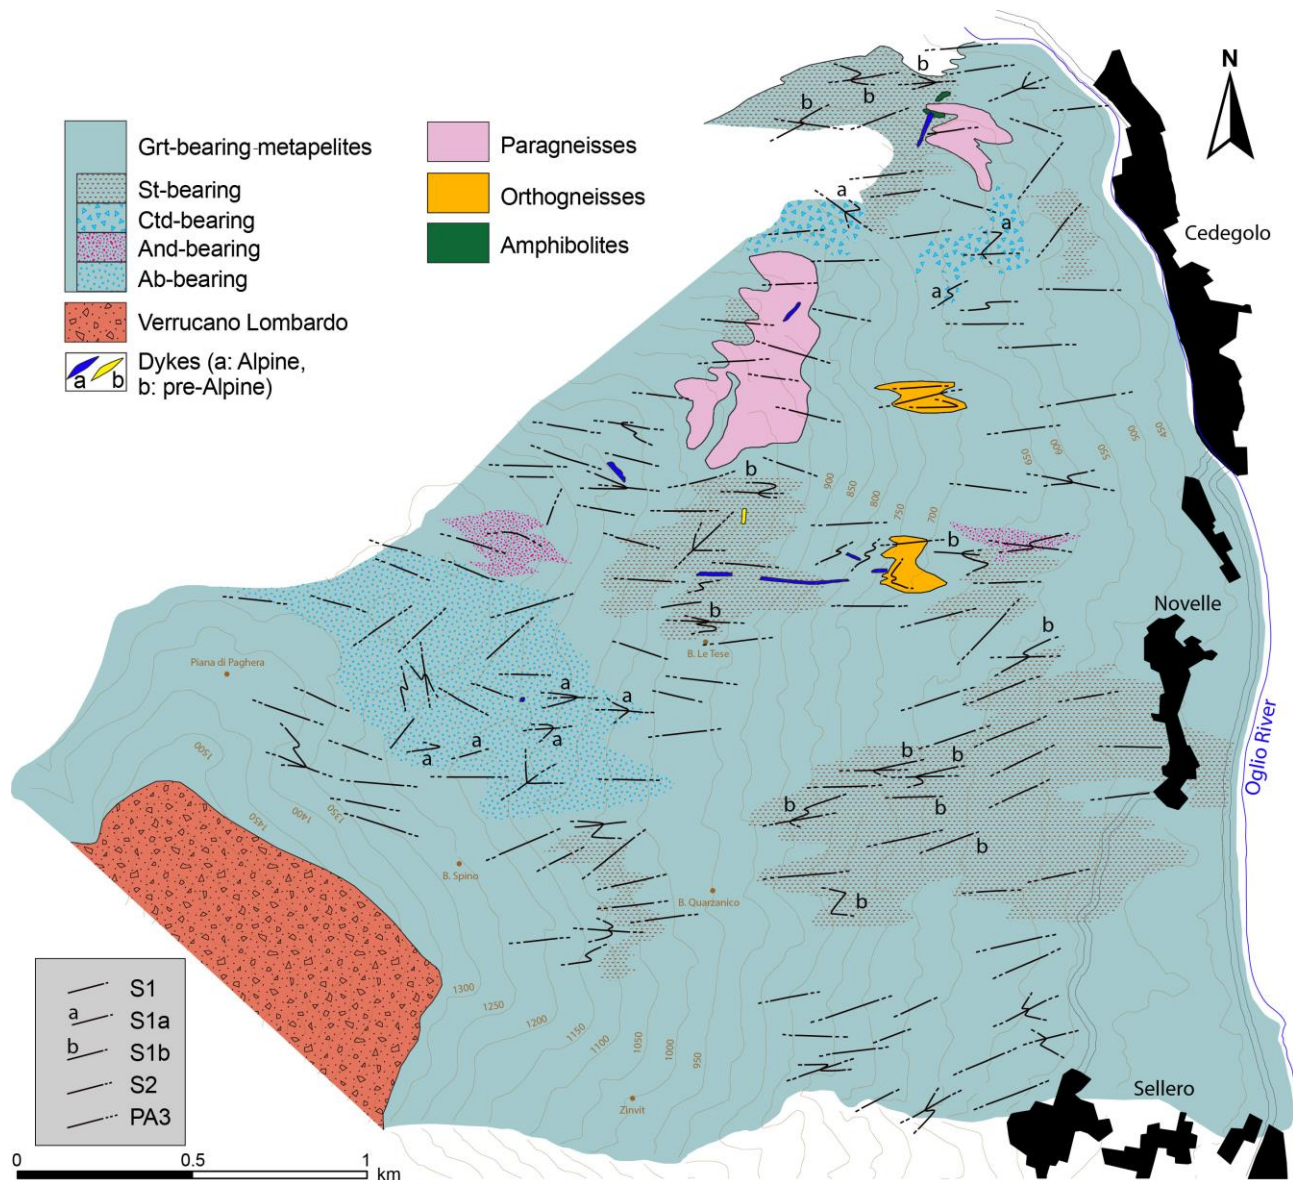 N
Grt-bearing-metapelites
St-bearing
Ctd-bearing
And-bearing
Ab-bearing
Verrucano Lombardo
a b
Dykes (a: Alpine,
b: pre-Alpine)
Paragneisses
Orthogneisses
Amphibolites
b
b
b
a
a
a
Cedegolo
450
500
550
600
650
900
850
800
750
700
b
b
b
Novelle
b
B. Le Tese
Piana di Paghera
a
a
a
a
a
Oglio River
1500
1450
1400
1350
b
b
b
b
b
b
B. Spino
B. Quarzanico
1300
1250
1200
1150
1100
1050
1000
950
Zinvit
Sellero
S1
a S1a
b S1b
S2
PA3
0 0.5 1
km